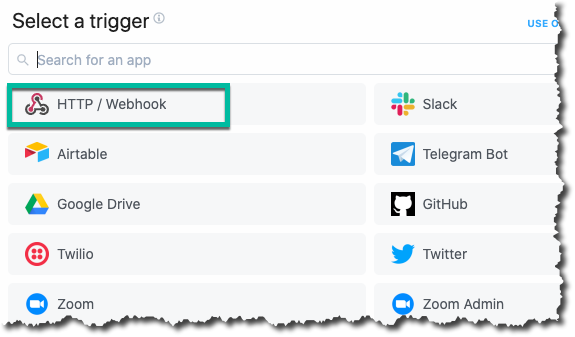 Select a trigger
USE O
Search for an app
HTTP / Webhook
Slack
Airtable
Telegram Bot
Google Drive
GitHub
Twilio
Twitter
Zoom
Zoom Admin